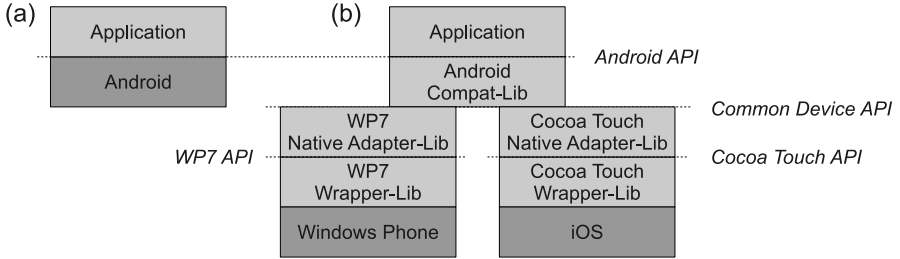 (a)
Application
Android
(b)
Application
Android API
Android
Compat-Lib
Common Device API
WP7
Native Adapter-Lib
Cocoa Touch
Native Adapter-Lib
WP7 API
Cocoa Touch API
WP7
Wrapper-Lib
Cocoa Touch
Wrapper-Lib
Windows Phone
iOS